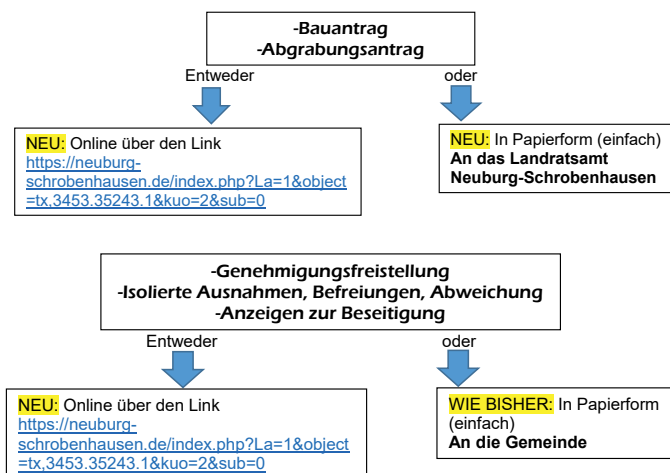 -Bauantrag
-Abgrabungsantrag
Entweder
oder
NEU: Online über den Link
https://neuburg-
schrobenhausen.de/index.php?La=1&object
=tx,3453.35243.1&kuo=2&sub=0
NEU: In Papierform (einfach)
An das Landratsamt
Neuburg-Schrobenhausen
-Genehmigungsfreistellung
-Isolierte Ausnahmen, Befreiungen, Abweichung
-Anzeigen zur Beseitigung
Entweder
oder
NEU: Online über den Link
https://neuburg-
schrobenhausen.de/index.php?La=1&object
=tx,3453.35243.1&kuo=2&sub=0
WIE BISHER: In Papierform
(einfach)
An die Gemeinde